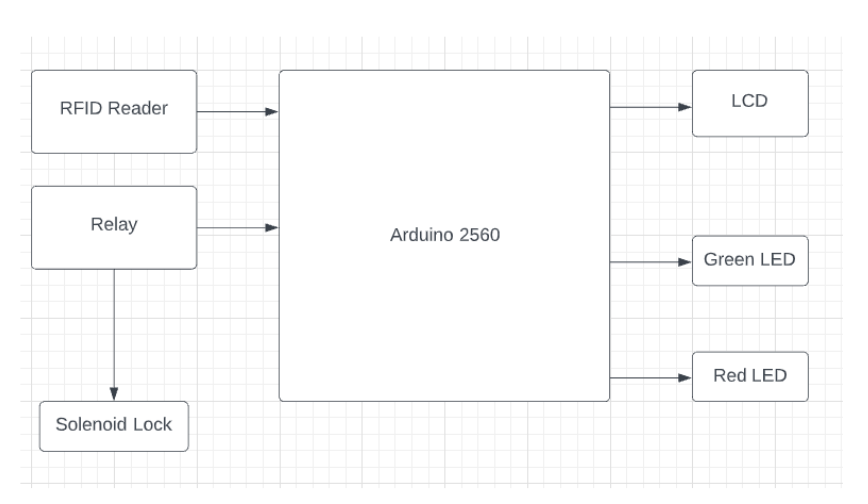 RFID Reader
LCD
Relay
Arduino 2560
Green LED
Red LED
Solenoid Lock